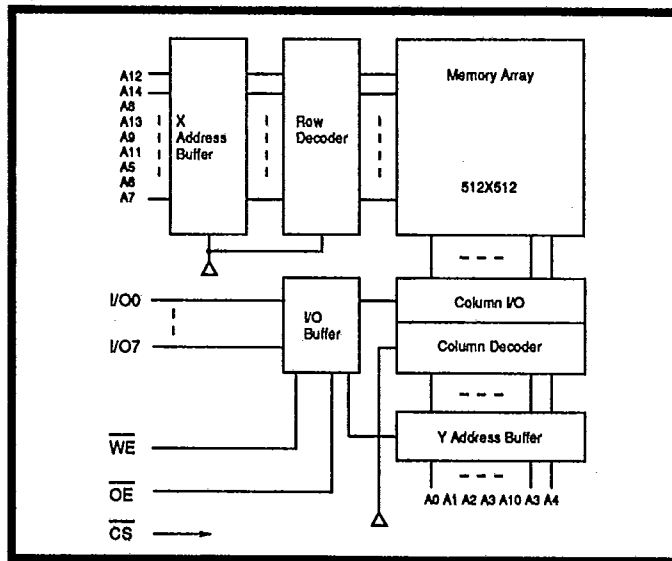 A12
A14
A8
A13
A9
A11
A5
A6
A7
X
Address
Buffer
Row
Decoder
Memory Array
512X512
I/O0
I/O7
I/O
Buffer
Column I/O
Column Decoder
Y Address Buffer
WE
OE
CS
A0 A1 A2 A3 A10 A3 A4